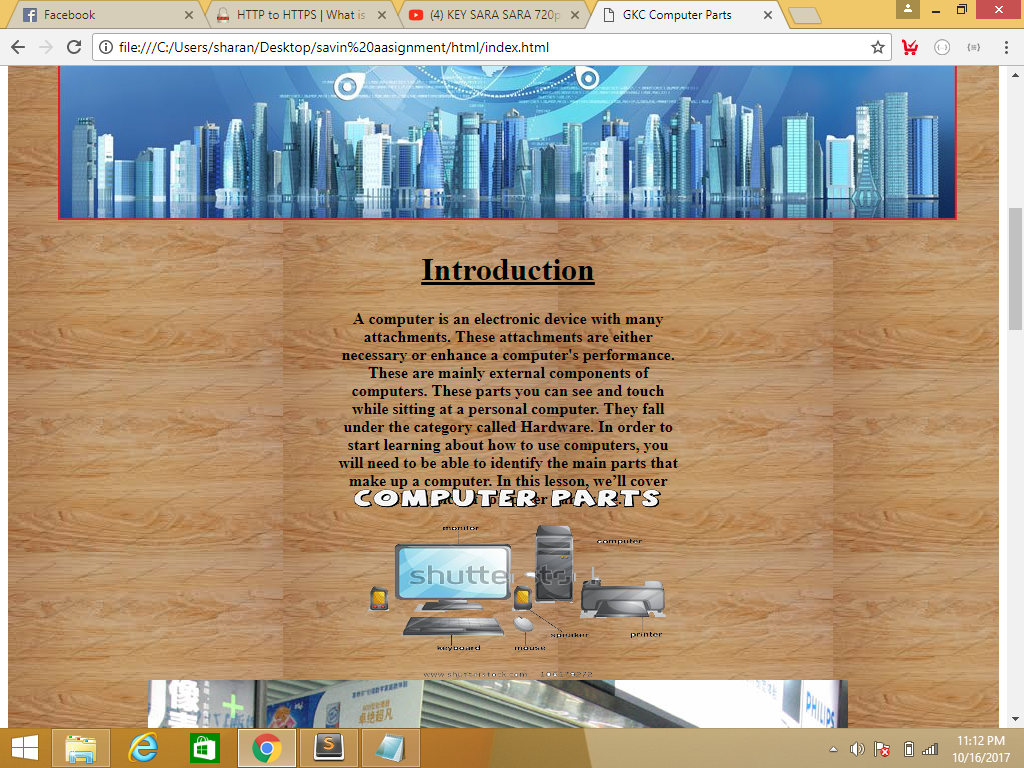 Facebook
HTTP to HTTPS | What is
(4) KEY SARA SARA 720p
GKC Computer Parts
file:///C:/Users/sharan/Desktop/savin%20aasignment/html/index.html
Introduction
A computer is an electronic device with many
attachments. These attachments are either
necessary or enhance a computer's performance.
These are mainly external components of
computers. These parts you can see and touch
while sitting at a personal computer. They fall
under the category called Hardware. In order to
start learning about how to use computers, you
will need to be able to identify the main parts that
make up a computer. In this lesson, we'll cover
COMPUTER PARTS
monitor
computer
speaker
printer
keyboard
mouse
www.shutterstock.com
PHILIPS
11:12 PM
10/16/2017